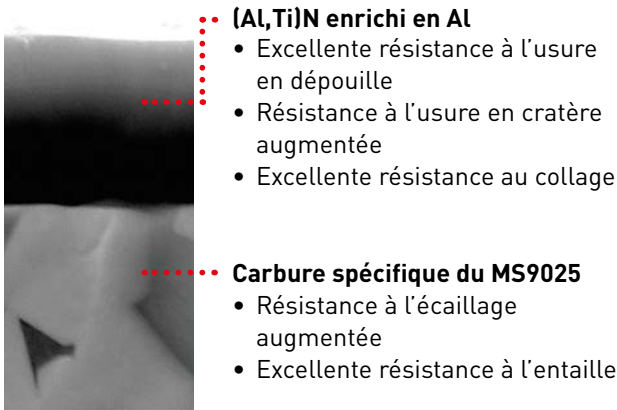 (Al,Ti)N enrichi en Al
• Excellente résistance à l’usure
en dépouille
• Résistance à l’usure en cratère
augmentée
• Excellente résistance au collage
Carbure spécifique du MS9025
• Résistance à l’écaillage
augmentée
• Excellente résistance à l’entaille